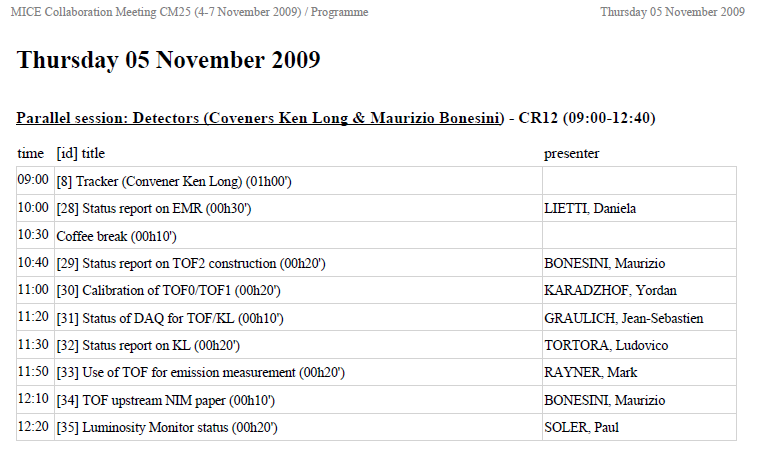 MICE Collaboration Meeting CM25 (4-7 November 2009) / Programme Thursday 05 November 2009
Thursday 05 November 2009
Parallel session: Detectors (Coveners Ken Long & Maurizio Bonesini) - CR12 (09:00-12:40)
time [id] title presenter
09:00 [8] Tracker (Convener Ken Long) (01h00')
10:00 [28] Status report on EMR (00h30') LIETTI, Daniela
10:30 Coffee break (00h10')
10:40 [29] Status report on TOF2 construction (00h20') BONESINI, Maurizio
11:00 [30] Calibration of TOF0/TOF1 (00h20') KARADZHOF, Yordan
11:20 [31] Status of DAQ for TOF/KL (00h10') GRAULICH, Jean-Sebastien
11:30 [32] Status report on KL (00h20') TORTORA, Ludovico
11:50 [33] Use of TOF for emission measurement (00h20') RAYNER, Mark
12:10 [34] TOF upstream NIM paper (00h10') BONESINI, Maurizio
12:20 [35] Luminosity Monitor status (00h20') SOLER, Paul